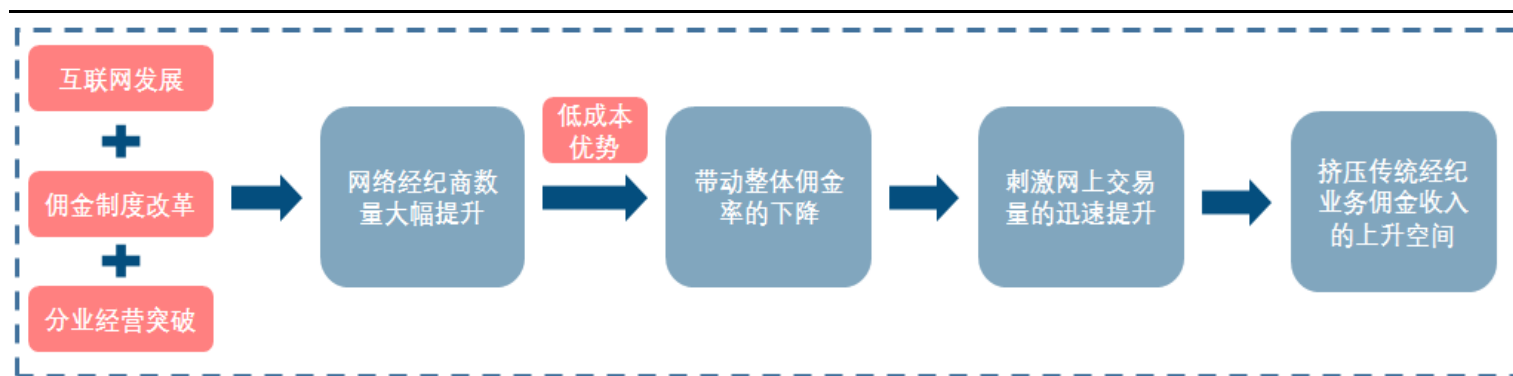 互联网发展
佣金制度改革
分业经营突破
网络经纪商数
量大幅提升
低成本
优势
带动整体佣金
率的下降
刺激网上交易
量的迅速提升
挤压传统经纪
业务佣金收入
的上升空间